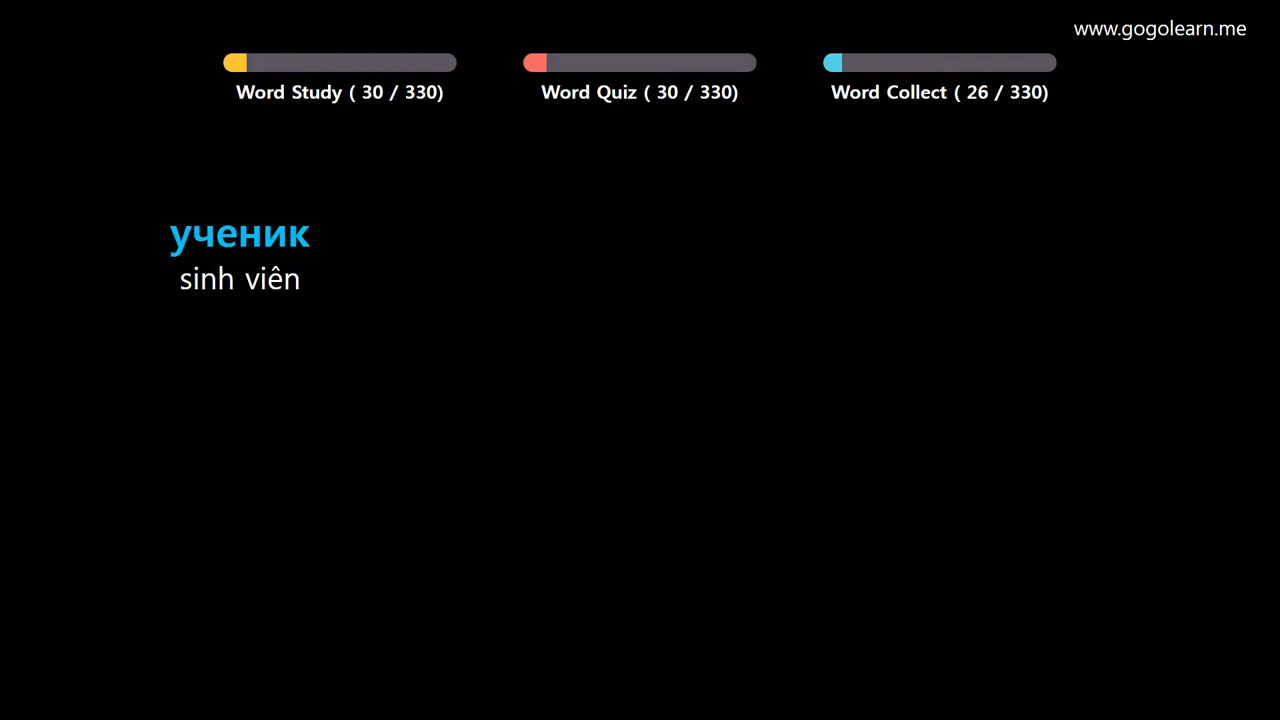 www.gogolearn.me
Word Study ( 30 / 330)
Word Quiz ( 30 / 330)
Word Collect ( 26 / 330)
ученик
sinh viên